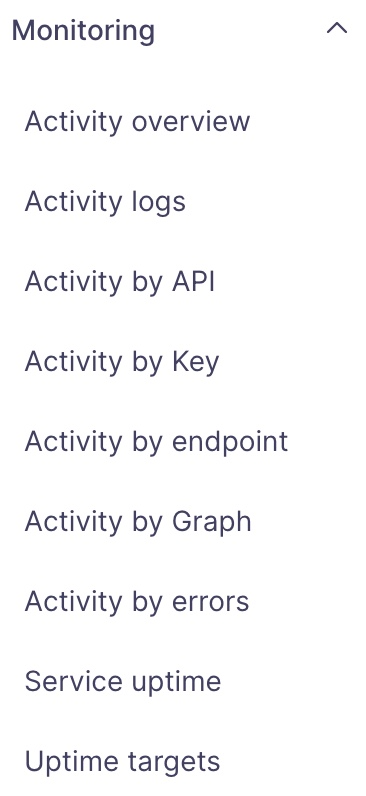 Monitoring
Activity overview
Activity logs
Activity by API
Activity by Key
Activity by endpoint
Activity by Graph
Activity by errors
Service uptime
Uptime targets